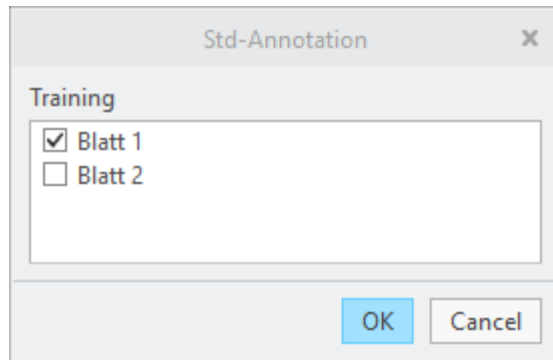 Std-Annotation
Training
Blatt 1
Blatt 2
OK Cancel